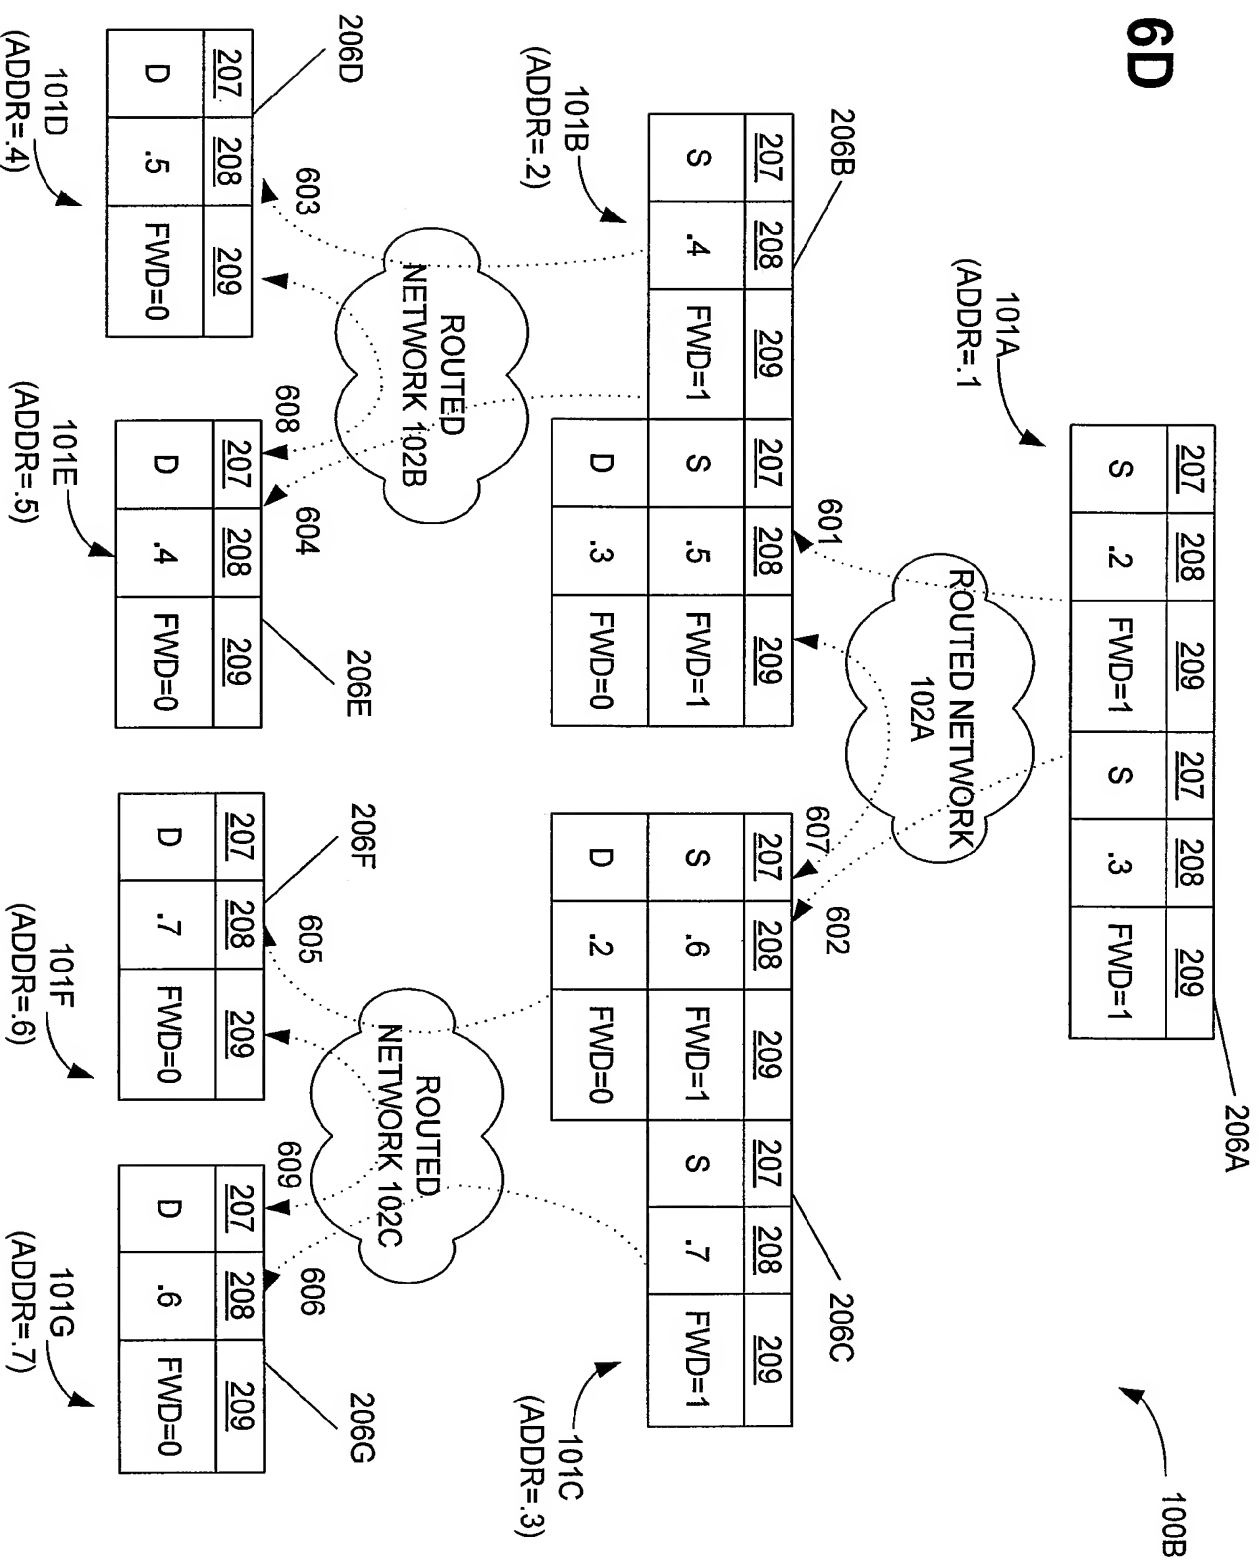 6D
100B
206A
207 208 209 207 208 209
S .2 FWD=1 S .3 FWD=1
101A
(ADDR=.1
ROUTED NETWORK
102A
601
607
602
206B
207 208 209 207 208 209
S .4 FWD=1 S .5 FWD=1
D .3 FWD=0
101B
(ADDR=.2)
206C
207 208 209 207 208 209
S .6 FWD=1 S .7 FWD=1
D .2 FWD=0
101C
(ADDR=.3)
ROUTED
NETWORK 102B
603
608
604
ROUTED
NETWORK 102C
605
609
606
206D
207 208 209
D .5 FWD=0
101D
(ADDR=.4)
206E
207 208 209
D .4 FWD=0
101E
(ADDR=.5)
206F
207 208 209
D .7 FWD=0
101F
(ADDR=.6)
206G
207 208 209
D .6 FWD=0
101G
(ADDR=.7)